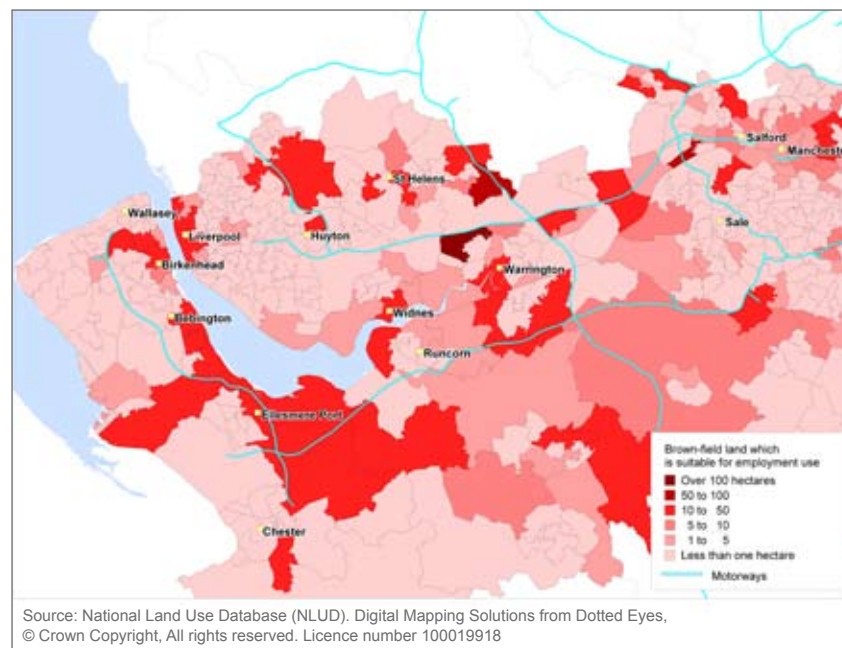 Salford
Manchester
St Helens
Wallasey
Sale
Liverpool
Huyton
Birkenhead
Warrington
Widnes
Bebington
Runcorn
Ellesmere Port
Chester
Brown-field land which
is suitable for employment use
Over 100 hectares
50 to 100
10 to 50
5 to 10
1 to 5
Less than one hectare
Motorways
Source: National Land Use Database (NLUD). Digital Mapping Solutions from Dotted Eyes,
© Crown Copyright, All rights reserved. Licence number 100019918